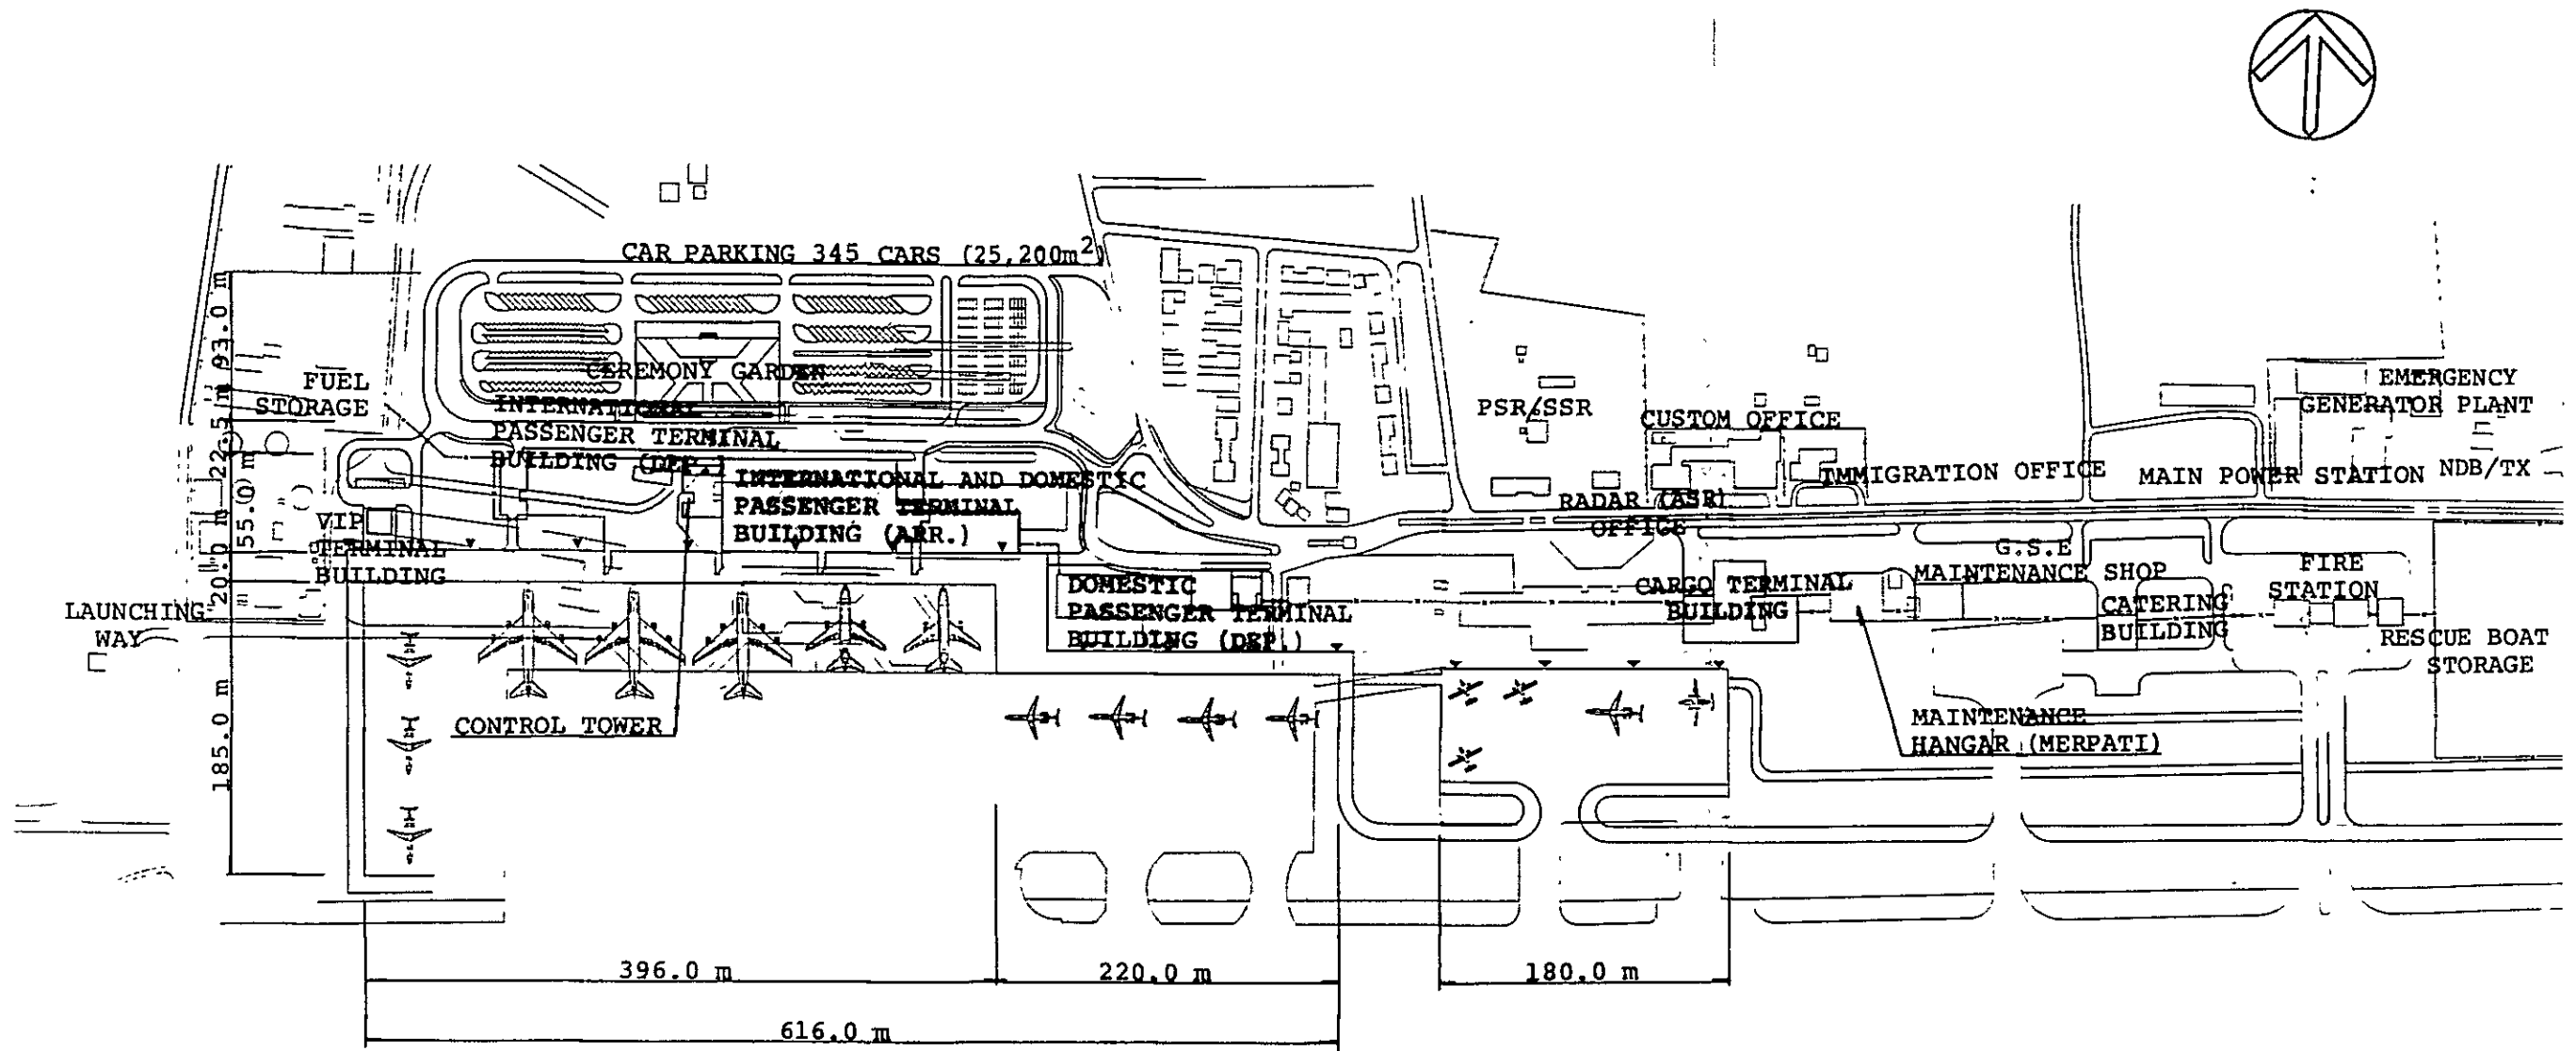 CAR PARKING 345 CARS (25,200m²)
93.0 m
CEREMONY GARDEN
FUEL
STORAGE
INTERNATIONAL
PASSENGER TERMINAL
BUILDING (DEP.)
22.5 m
55.0 m
INTERNATIONAL AND DOMESTIC
PASSENGER TERMINAL
BUILDING (ARR.)
VIP
TERMINAL
BUILDING
20.0 m
LAUNCHING
WAY
185.0 m
CONTROL TOWER
DOMESTIC
PASSENGER TERMINAL
BUILDING (DEP.)
PSR/SSR
CUSTOM OFFICE
RADAR (ASR)
OFFICE
IMMIGRATION OFFICE
MAIN POWER STATION
EMERGENCY
GENERATOR PLANT
NDB/TX
CARGO TERMINAL
BUILDING
G.S.E
MAINTENANCE SHOP
CATERING
BUILDING
FIRE
STATION
RESCUE BOAT
STORAGE
MAINTENANCE
HANGAR (MERPATI)
396.0 m
220.0 m
180.0 m
616.0 m